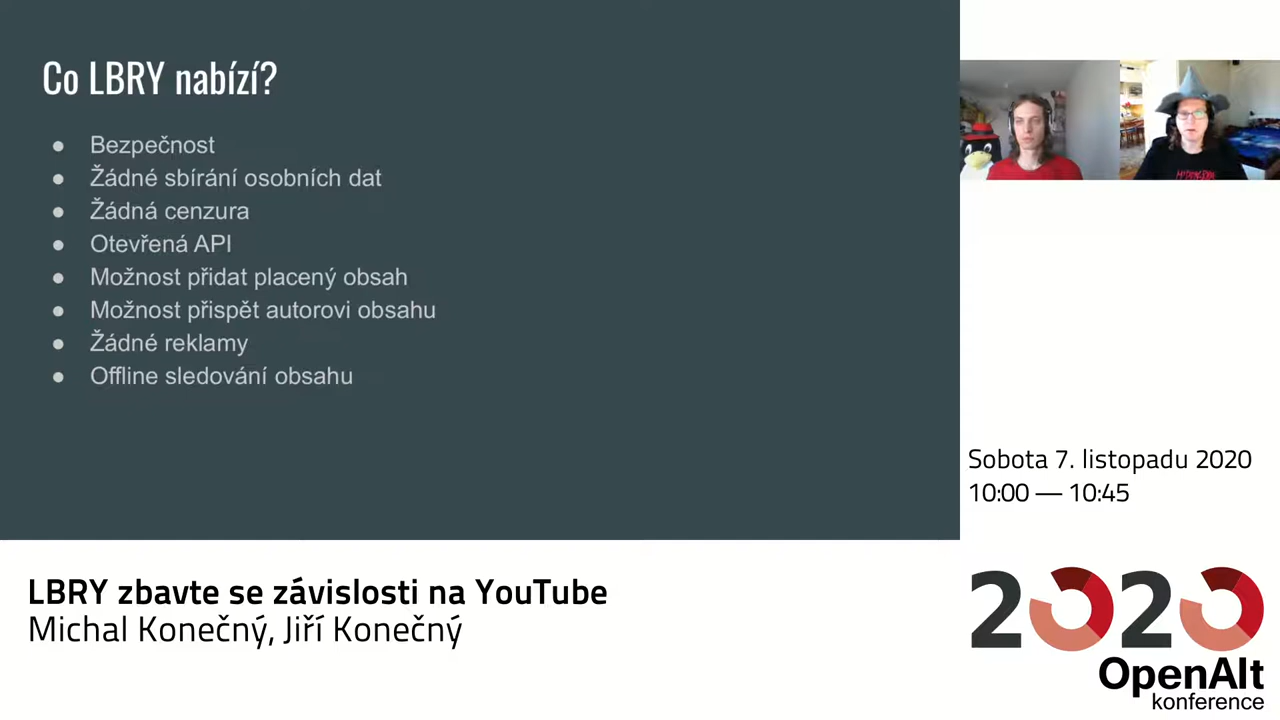 Co LBRY nabízí?
● Bezpečnost
● Žádné sbírání osobních dat
● Žádná cenzura
● Otevřená API
● Možnost přidat placený obsah
● Možnost přispět autorovi obsahu
● Žádné reklamy
● Offline sledování obsahu
Sobota 7. listopadu 2020
10:00 — 10:45
LBRY zbavte se závislosti na YouTube
Michal Konečný, Jiří Konečný
2020
OpenAlt
konference